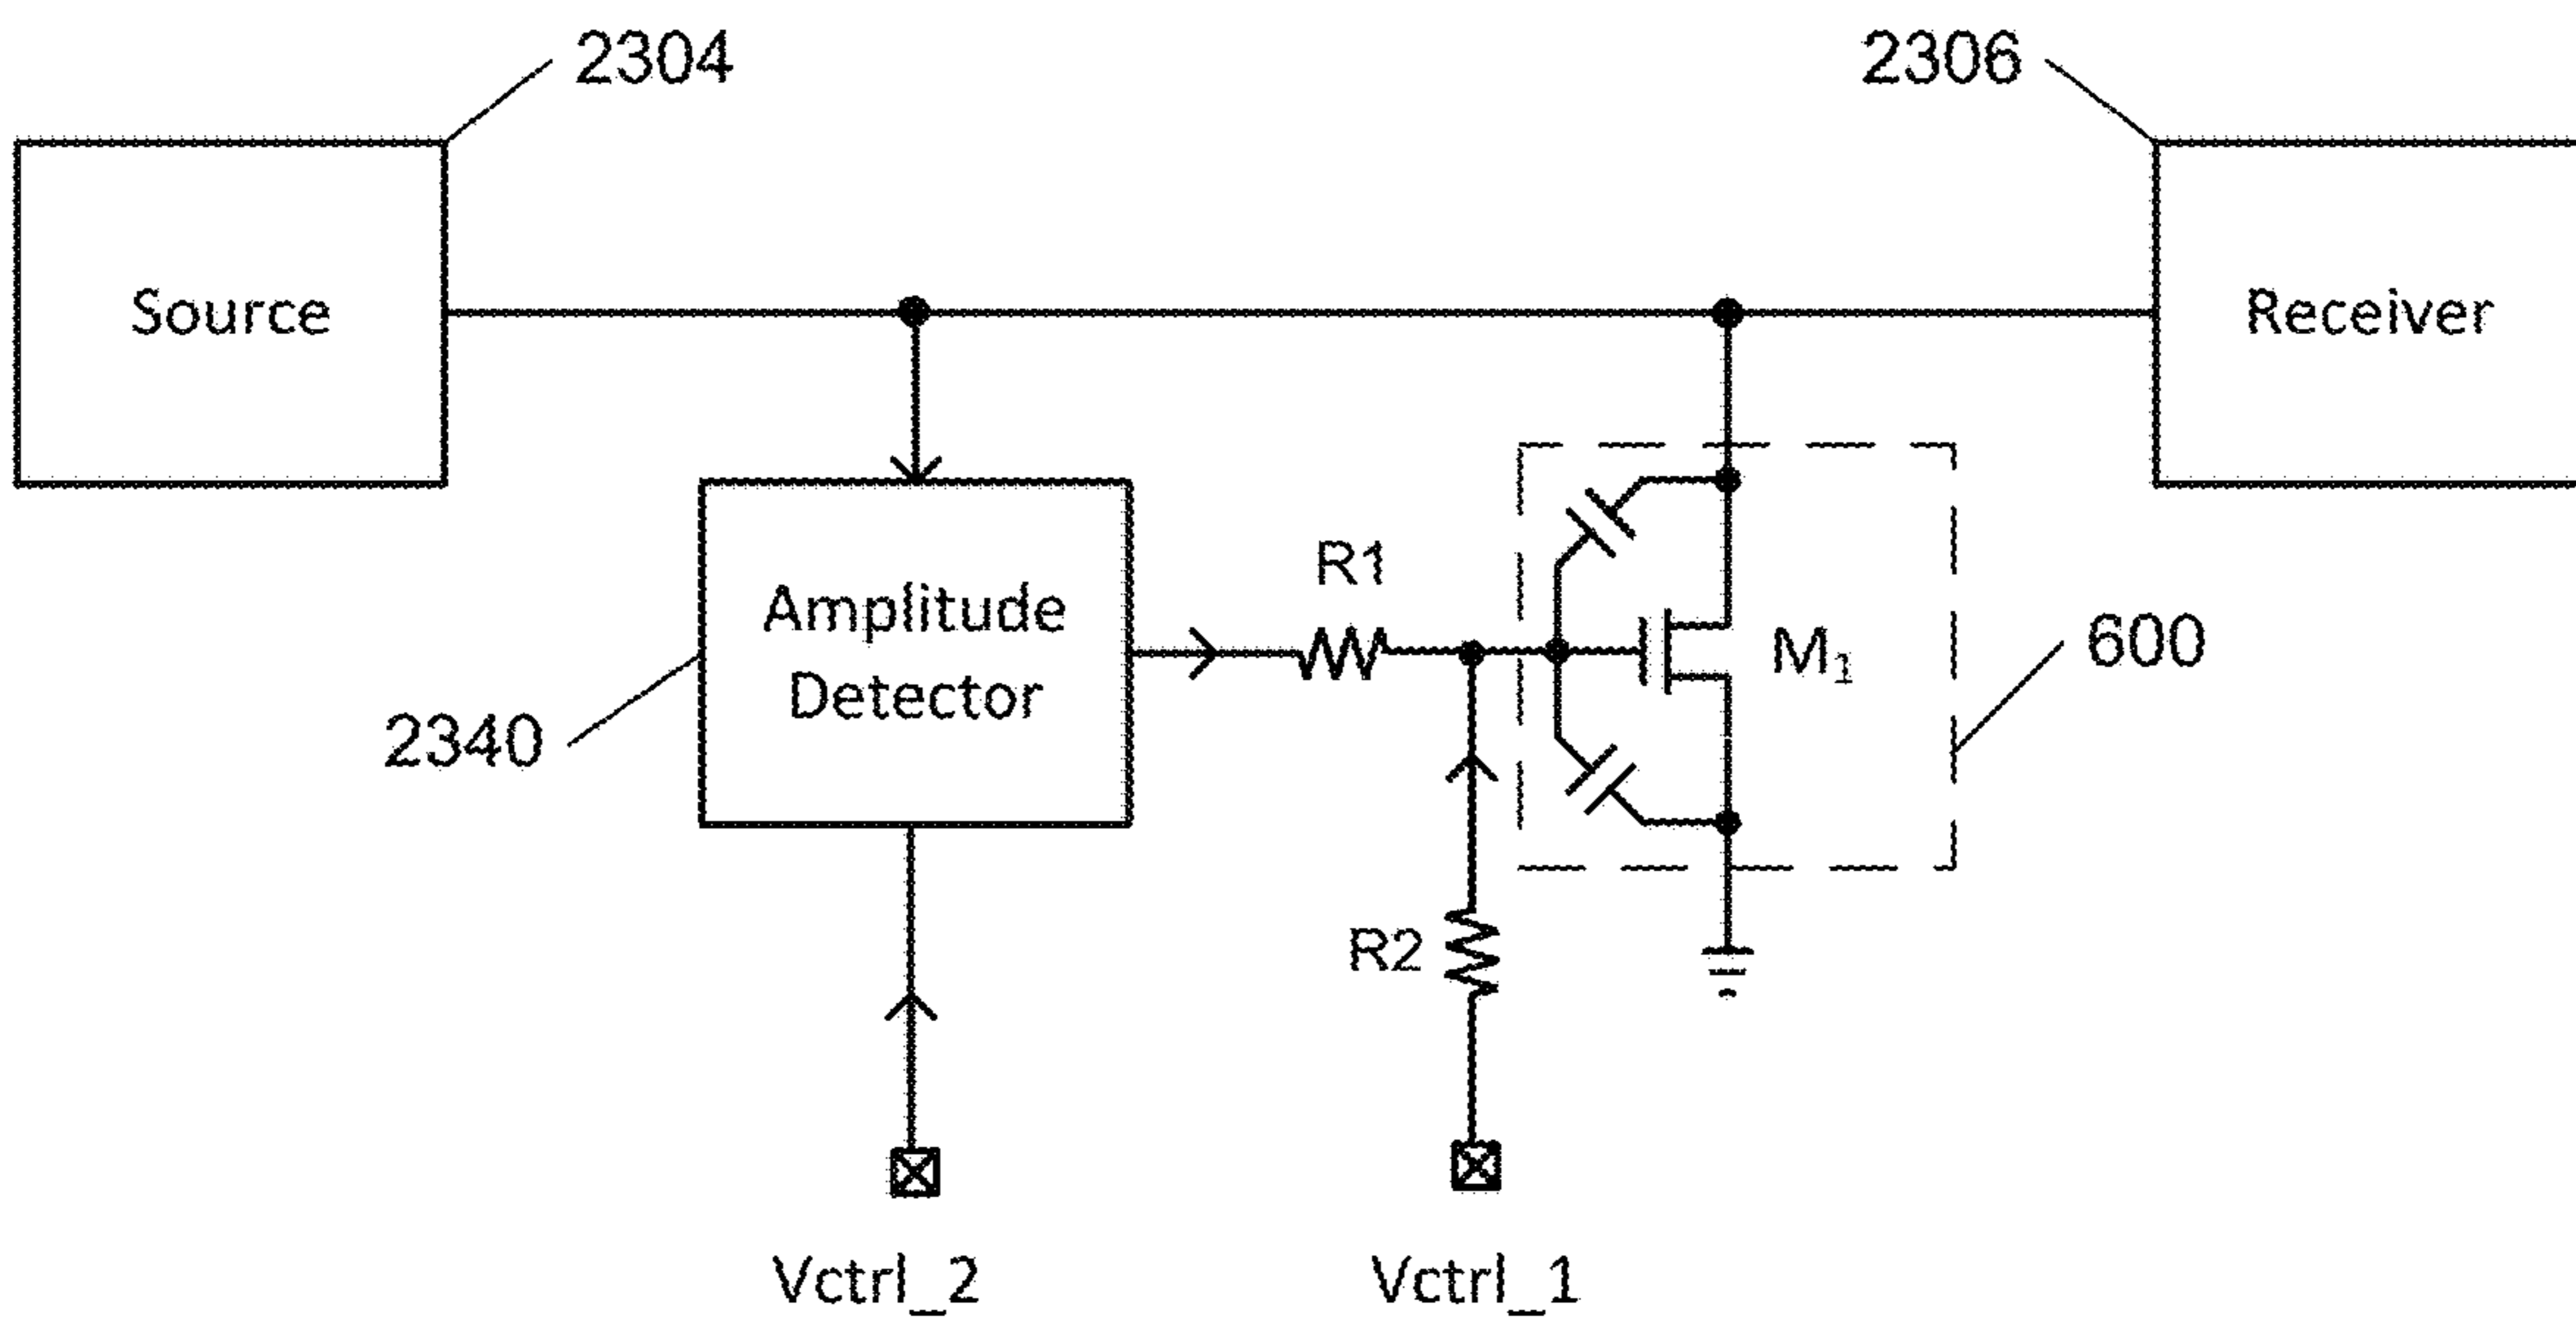 2304
2306
Source
Receiver
R1
Amplitude
Detector
M₁
600
2340
R2
Vctrl_2
Vctrl_1